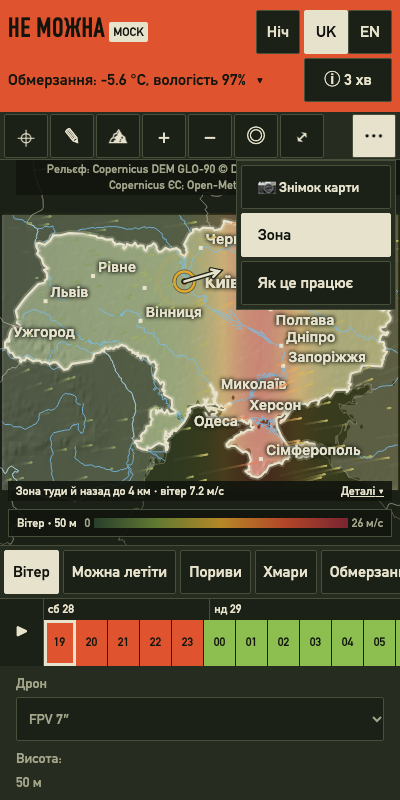 НЕ МОЖНА МОСК
Ніч
UK
EN
Обмерзання: -5.6 °C, вологість 97% ▾
ⓘ 3 хв
+
−
...
Рельєф: Copernicus DEM GLO-90 ©
Copernicus ЄС; Open-Met
📷 Знімок карти
Зона
Як це працює
Рівне
Київ
Львів
Вінниця
Ужгород
Полтава
Дніпро
Запоріжжя
Миколаїв
Херсон
Одеса
Сімферополь
Зона туди й назад до 4 км · вітер 7.2 м/с
Деталі ▾
Вітер · 50 м 0
26 м/с
Вітер
Можна летіти
Пориви
Хмари
Обмерзан
сб 28
нд 29
19 20 21 22 23 00 01 02 03 04 05
Дрон
FPV 7″
Висота:
50 м